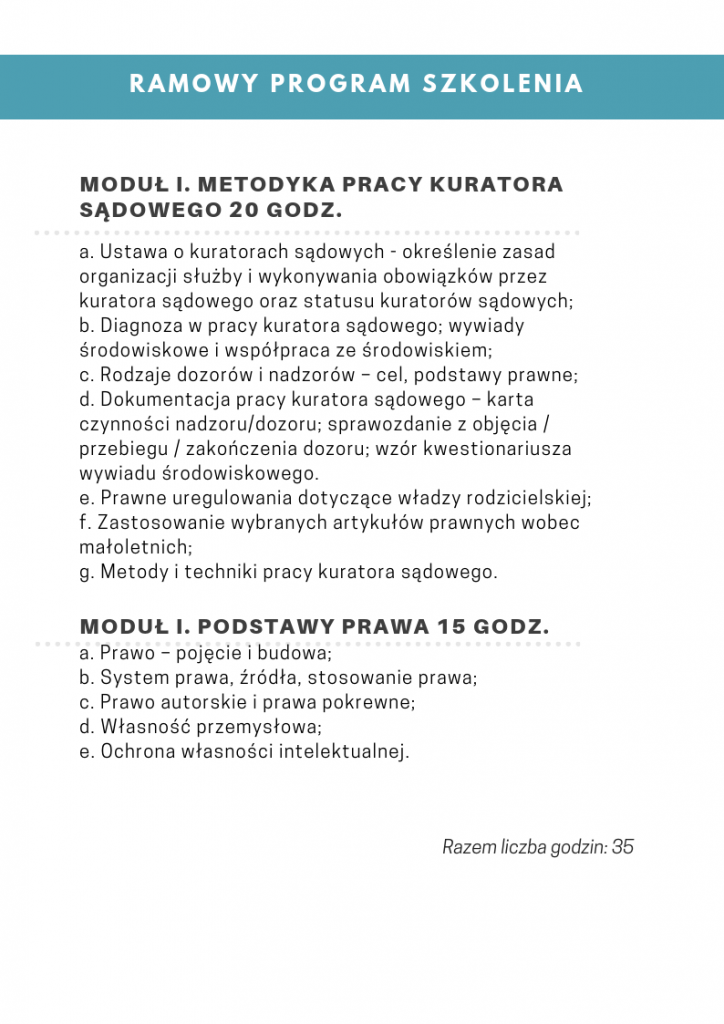 RAMOWY PROGRAM SZKOLENIA
MODUŁ I. METODYKA PRACY KURATORA
SĄDOWEGO 20 GODZ.
a. Ustawa o kuratorach sądowych - określenie zasad
organizacji służby i wykonywania obowiązków przez
kuratora sądowego oraz statusu kuratorów sądowych;
b. Diagnoza w pracy kuratora sądowego; wywiady
środowiskowe i współpraca ze środowiskiem;
c. Rodzaje dozorów i nadzorów – cel, podstawy prawne;
d. Dokumentacja pracy kuratora sądowego – karta
czynności nadzoru/dozoru; sprawozdanie z objęcia /
przebiegu / zakończenia dozoru; wzór kwestionariusza
wywiadu środowiskowego.
e. Prawne uregulowania dotyczące władzy rodzicielskiej;
f. Zastosowanie wybranych artykułów prawnych wobec
małoletnich;
g. Metody i techniki pracy kuratora sądowego.
MODUŁ I. PODSTAWY PRAWA 15 GODZ.
a. Prawo – pojęcie i budowa;
b. System prawa, źródła, stosowanie prawa;
c. Prawo autorskie i prawa pokrewne;
d. Własność przemysłowa;
e. Ochrona własności intelektualnej.
Razem liczba godzin: 35